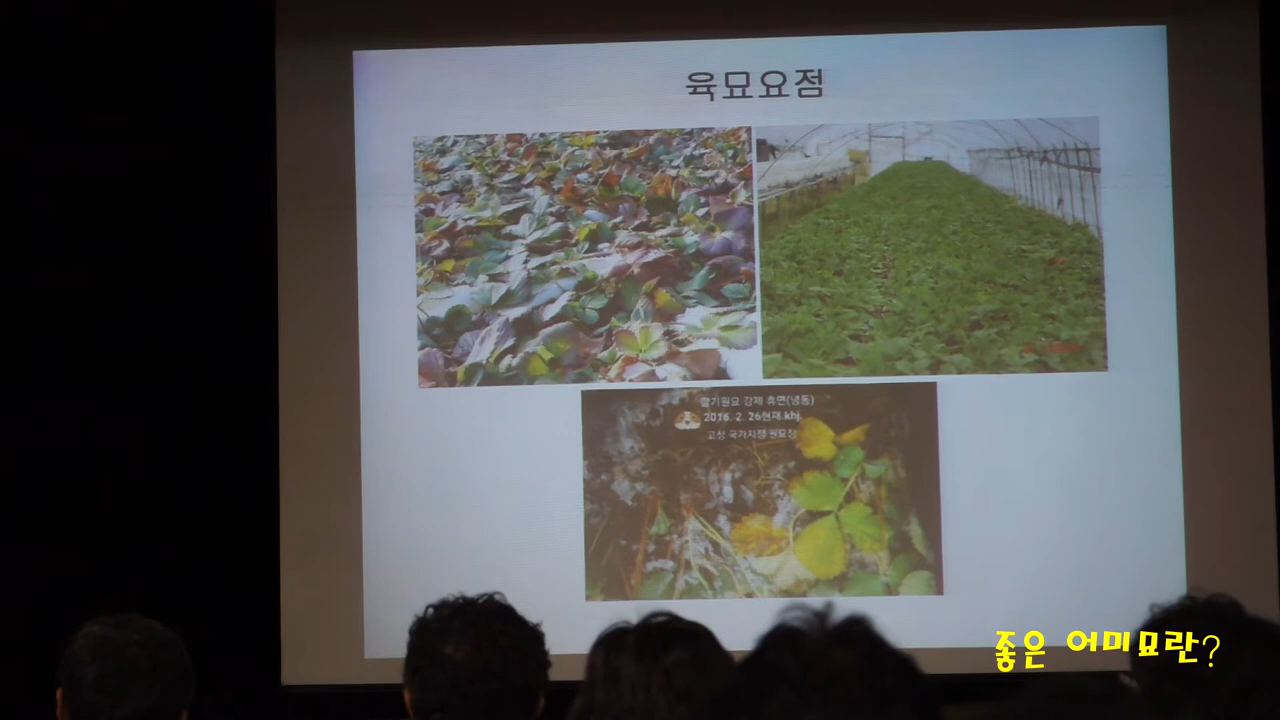 육묘요점
딸기원묘 강제 휴면(냉동)
2016. 2. 26현재.khj
고성 국가지정 원묘장
좋은 어미묘란?